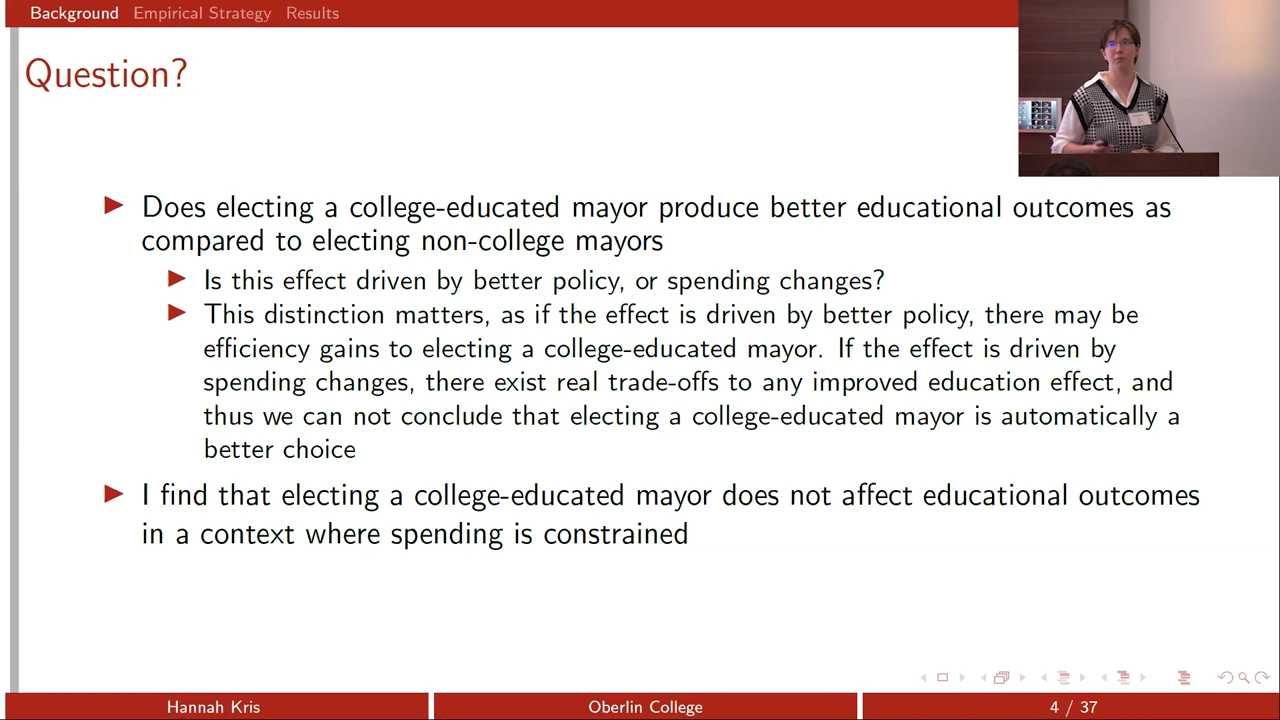 Background Empirical Strategy Results
Question?
Does electing a college-educated mayor produce better educational outcomes as
compared to electing non-college mayors
Is this effect driven by better policy, or spending changes?
This distinction matters, as if the effect is driven by better policy, there may be
efficiency gains to electing a college-educated mayor. If the effect is driven by
spending changes, there exist real trade-offs to any improved education effect, and
thus we can not conclude that electing a college-educated mayor is automatically a
better choice
I find that electing a college-educated mayor does not affect educational outcomes
in a context where spending is constrained
Hannah Kris
Oberlin College
4 / 37